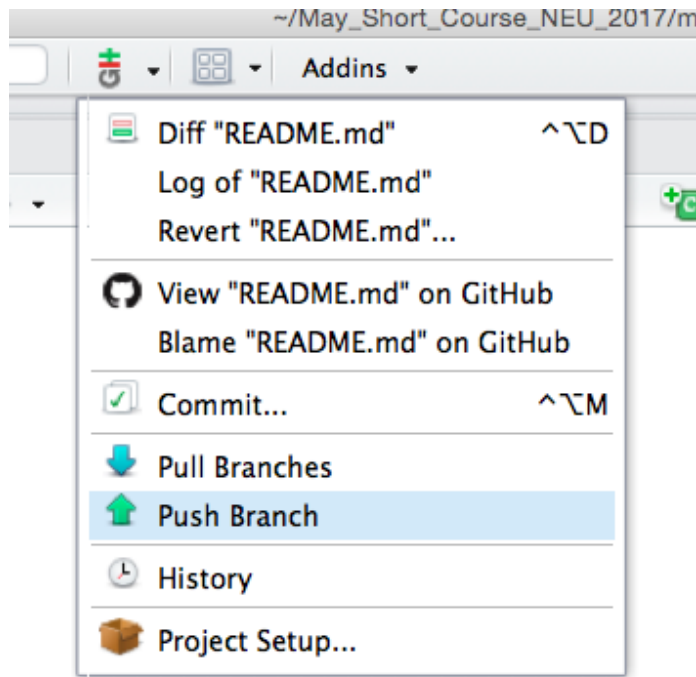 ~/May_Short_Course_NEU_2017/m
Addins
Diff "README.md" ^⌥D
Log of "README.md"
Revert "README.md"...
View "README.md" on GitHub
Blame "README.md" on GitHub
Commit... ^⌥M
Pull Branches
Push Branch
History
Project Setup...